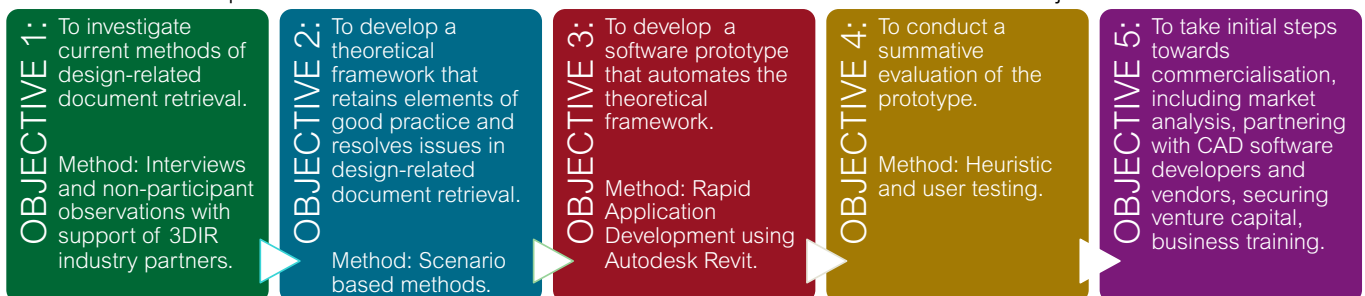 OBJECTIVE 1:
To investigate
current methods of
design-related
document retrieval.
Method: Interviews
and non-participant
observations with
support of 3DIR
industry partners.
OBJECTIVE 2:
To develop a
theoretical
framework that
retains elements of
good practice and
resolves issues in
design-related
document retrieval.
Method: Scenario
based methods.
OBJECTIVE 3:
To develop a
software prototype
that automates the
theoretical
framework.
Method: Rapid
Application
Development using
Autodesk Revit.
OBJECTIVE 4:
To conduct a
summative
evaluation of the
prototype.
Method: Heuristic
and user testing.
OBJECTIVE 5:
To take initial steps
towards
commercialisation,
including market
analysis, partnering
with CAD software
developers and
vendors, securing
venture capital,
business training.